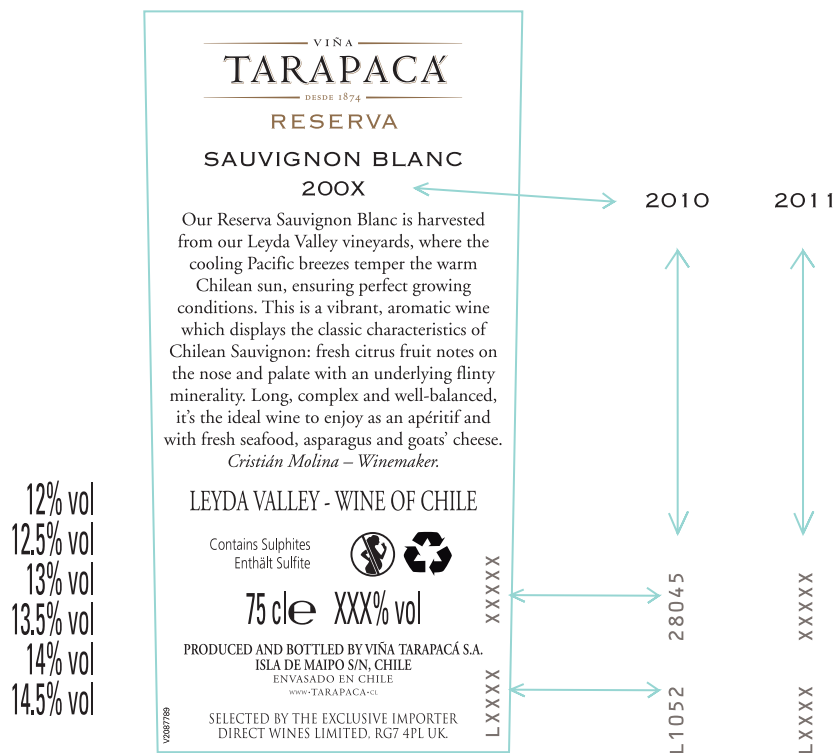 VIÑA
TARAPACÁ
DESDE 1874
RESERVA
SAUVIGNON BLANC
200X
2010
2011
Our Reserva Sauvignon Blanc is harvested
from our Leyda Valley vineyards, where the
cooling Pacific breezes temper the warm
Chilean sun, ensuring perfect growing
conditions. This is a vibrant, aromatic wine
which displays the classic characteristics of
Chilean Sauvignon: fresh citrus fruit notes on
the nose and palate with an underlying flinty
minerality. Long, complex and well-balanced,
it's the ideal wine to enjoy as an apéritif and
with fresh seafood, asparagus and goats' cheese.
Cristián Molina – Winemaker.
LEYDA VALLEY - WINE OF CHILE
12% vol
12.5% vol
13% vol
13.5% vol
14% vol
14.5% vol
Contains Sulphites
Enthält Sulfite
75 cl e XXX% vol
XXXXX
28045
XXXXX
PRODUCED AND BOTTLED BY VIÑA TARAPACÁ S.A.
ISLA DE MAIPO S/N, CHILE
ENVASADO EN CHILE
WWW·TARAPACA·CL
LXXXX
L1052
LXXXX
V2087789
SELECTED BY THE EXCLUSIVE IMPORTER
DIRECT WINES LIMITED, RG7 4PL UK.